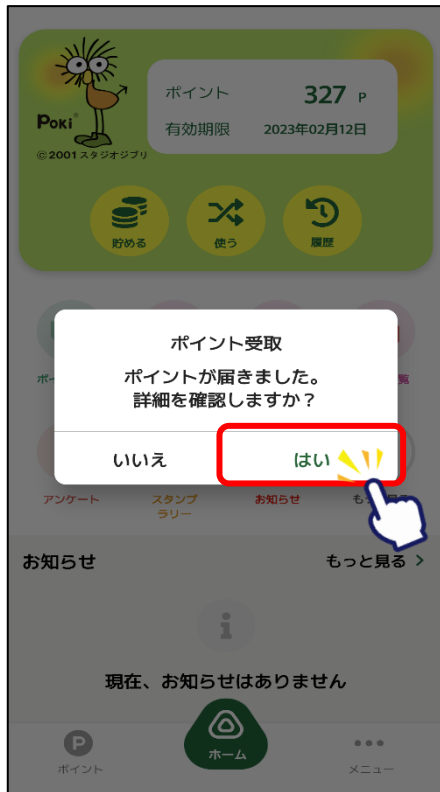 ポイント 327 P
Poki®
有効期限 2023年02月12日
©2001 スタジオジブリ
貯める 使う 履歴
ポイント受取
ポイントが届きました。
詳細を確認しますか？
いいえ はい
アンケート スタンプ お知らせ
ラリー
お知らせ もっと見る >
i
現在、お知らせはありません
P
ホーム
ポイント メニュー